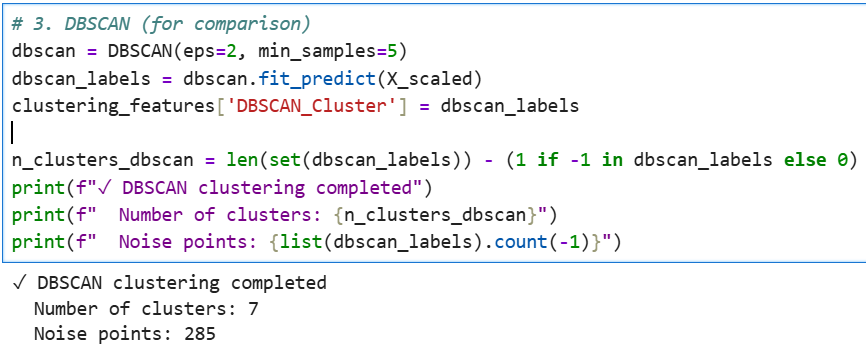 # 3. DBSCAN (for comparison)
dbscan = DBSCAN(eps=2, min_samples=5)
dbscan_labels = dbscan.fit_predict(X_scaled)
clustering_features['DBSCAN_Cluster'] = dbscan_labels
n_clusters_dbscan = len(set(dbscan_labels)) - (1 if -1 in dbscan_labels else 0)
print(f"✓ DBSCAN clustering completed")
print(f"  Number of clusters: {n_clusters_dbscan}")
print(f"  Noise points: {list(dbscan_labels).count(-1)}")
✓ DBSCAN clustering completed
  Number of clusters: 7
  Noise points: 285